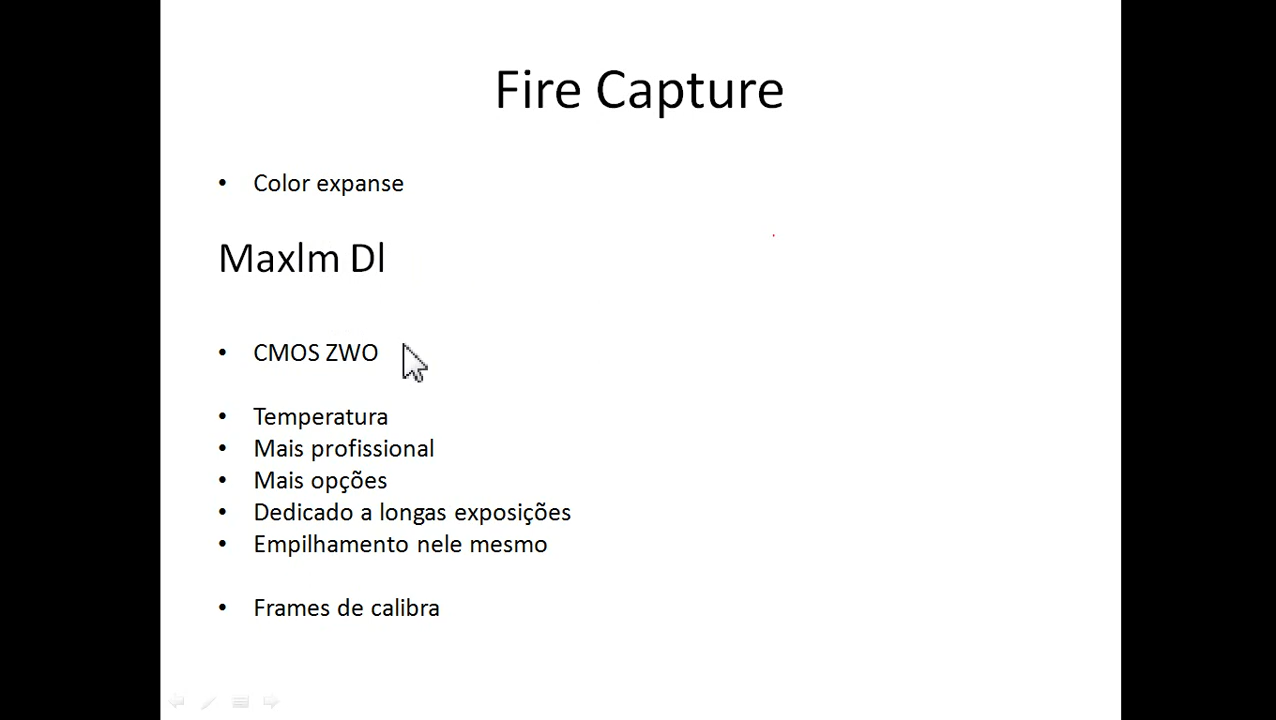 Fire Capture
• Color expanse
MaxIm Dl
• CMOS ZWO
• Temperatura
• Mais profissional
• Mais opções
• Dedicado a longas exposições
• Empilhamento nele mesmo
• Frames de calibra